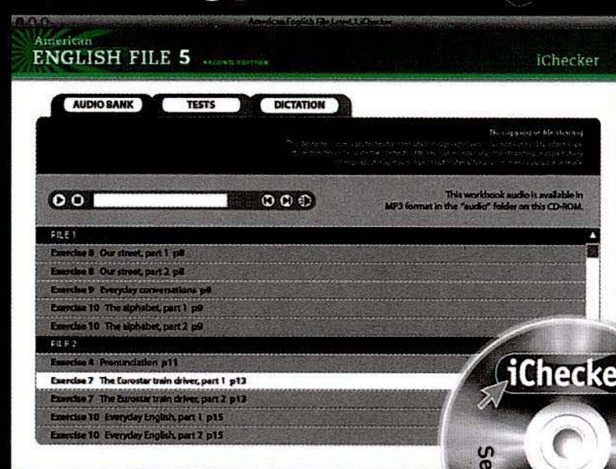 American English File Level 3 iChecker
American
ENGLISH FILE 5
SECOND EDITION
iChecker
AUDIO BANK
TESTS
DICTATION
No copying or file sharing
This workbook audio is available in
MP3 format in the "audio" folder on this CD-ROM.
FILE 1
Exercise 8 Our street, part 1 p8
Exercise 8 Our street, part 2 p8
Exercise 9 Everyday conversations p9
Exercise 10 The alphabet, part 1 p9
Exercise 10 The alphabet, part 2 p9
FILE 2
Exercise 4 Pronunciation p11
Exercise 7 The Eurostar train driver, part 1 p13
Exercise 7 The Eurostar train driver, part 2 p13
Exercise 10 Everyday English, part 1 p15
Exercise 10 Everyday English, part 2 p15
iChecke
Se